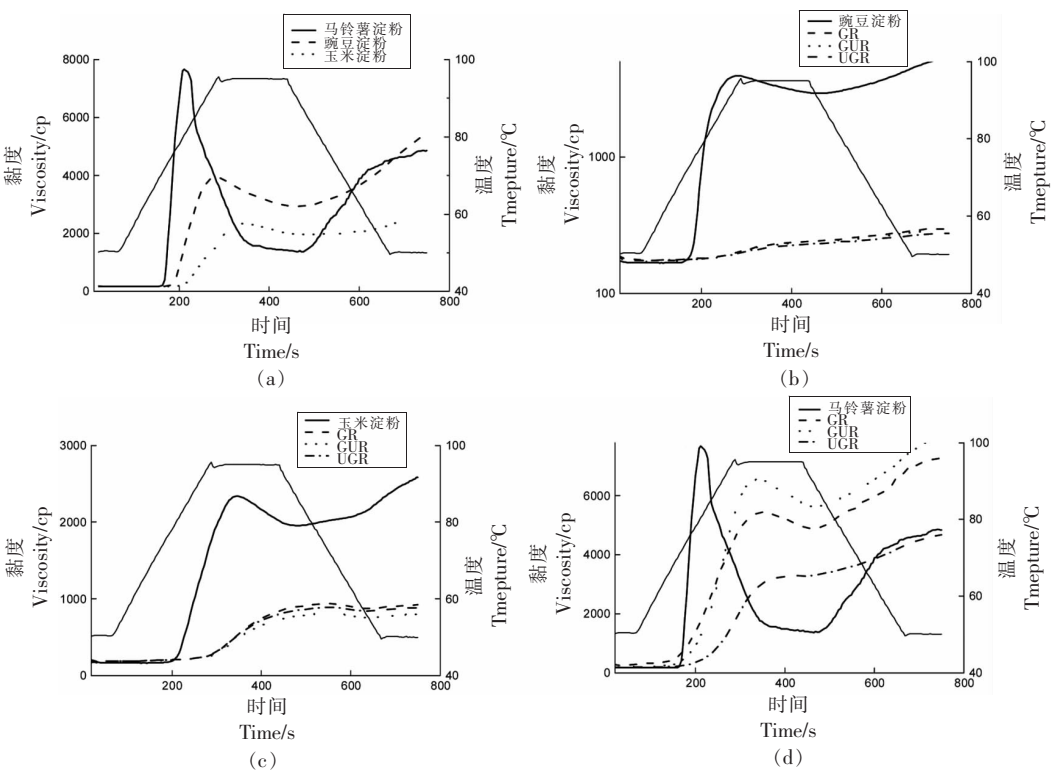 马铃薯淀粉
豌豆淀粉
玉米淀粉
8000
6000
4000
2000
0
黏度
Viscosity/cp
100
80
60
40
温度
Tmepture/℃
200
400
600
800
时间
Time/s
(a)
豌豆淀粉
GR
GUR
UGR
1000
100
黏度
Viscosity/cp
100
80
60
40
温度
Tmepture/℃
200
400
600
800
时间
Time/s
(b)
玉米淀粉
GR
GUR
UGR
3000
2000
1000
0
黏度
Viscosity/cp
100
80
60
40
温度
Tmepture/℃
200
400
600
800
时间
Time/s
(c)
马铃薯淀粉
GR
GUR
UGR
6000
4000
2000
0
黏度
Viscosity/cp
100
80
60
40
温度
Tmepture/℃
200
400
600
800
时间
Time/s
(d)